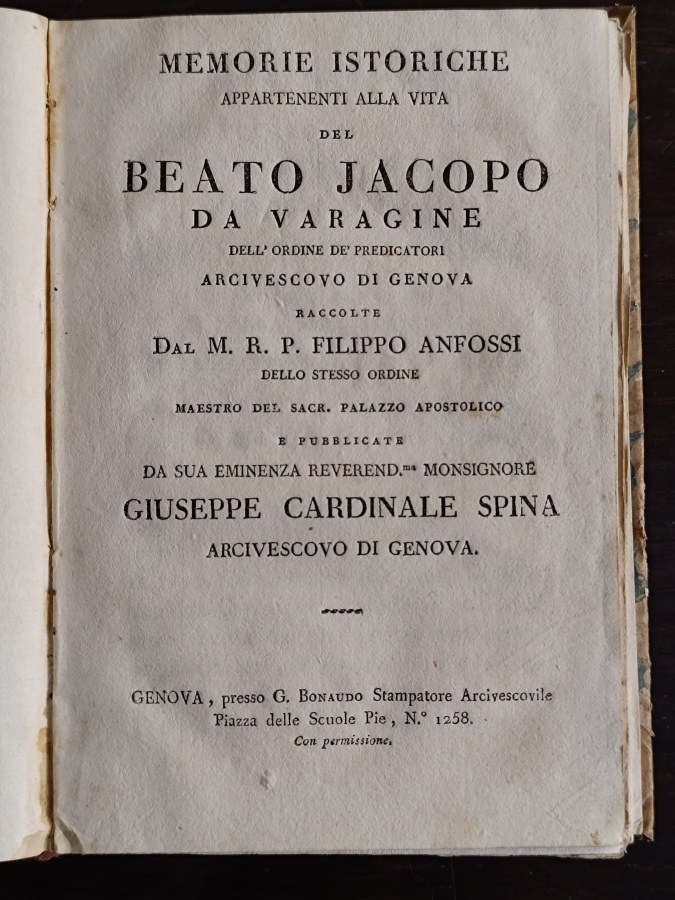 MEMORIE ISTORICHE
APPARTENENTI ALLA VITA
DEL
BEATO JACOPO
DA VARAGINE
DELL' ORDINE DE' PREDICATORI
ARCIVESCOVO DI GENOVA
RACCOLTE
DAL M. R. P. FILIPPO ANFOSSI
DELLO STESSO ORDINE
MAESTRO DEL SACR. PALAZZO APOSTOLICO
E PUBBLICATE
DA SUA EMINENZA REVEREND.ma MONSIGNORE
GIUSEPPE CARDINALE SPINA
ARCIVESCOVO DI GENOVA.
GENOVA, presso G. BONAUDO Stampatore Arcivescovile
Piazza delle Scuole Pie, N.° 1258.
Con permissione.